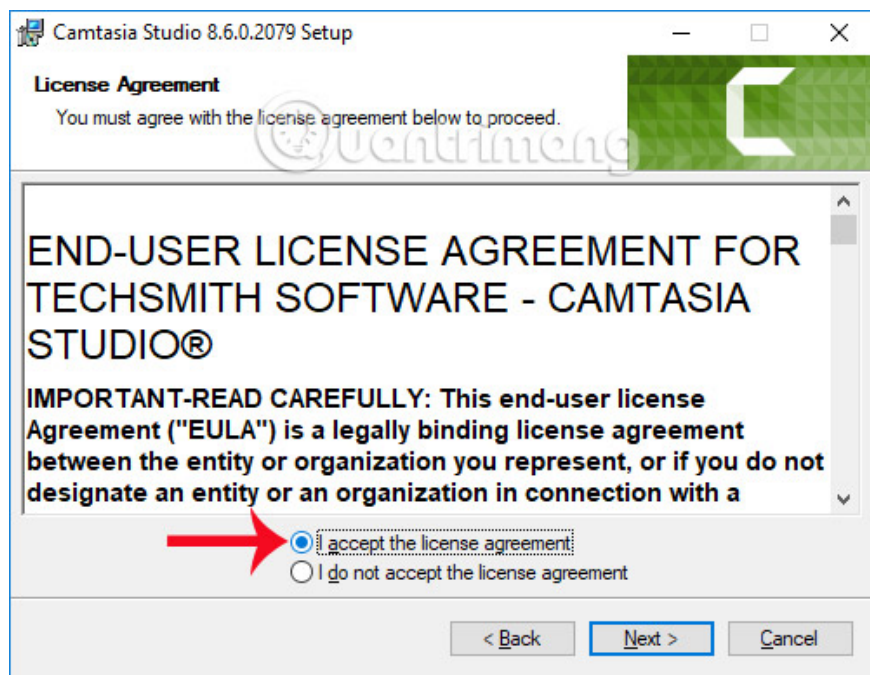 Camtasia Studio 8.6.0.2079 Setup
License Agreement
You must agree with the license agreement below to proceed.
Quantrimang
END-USER LICENSE AGREEMENT FOR
TECHSMITH SOFTWARE - CAMTASIA
STUDIO®
IMPORTANT-READ CAREFULLY: This end-user license
Agreement ("EULA") is a legally binding license agreement
between the entity or organization you represent, or if you do not
designate an entity or an organization in connection with a
I accept the license agreement
I do not accept the license agreement
< Back Next > Cancel